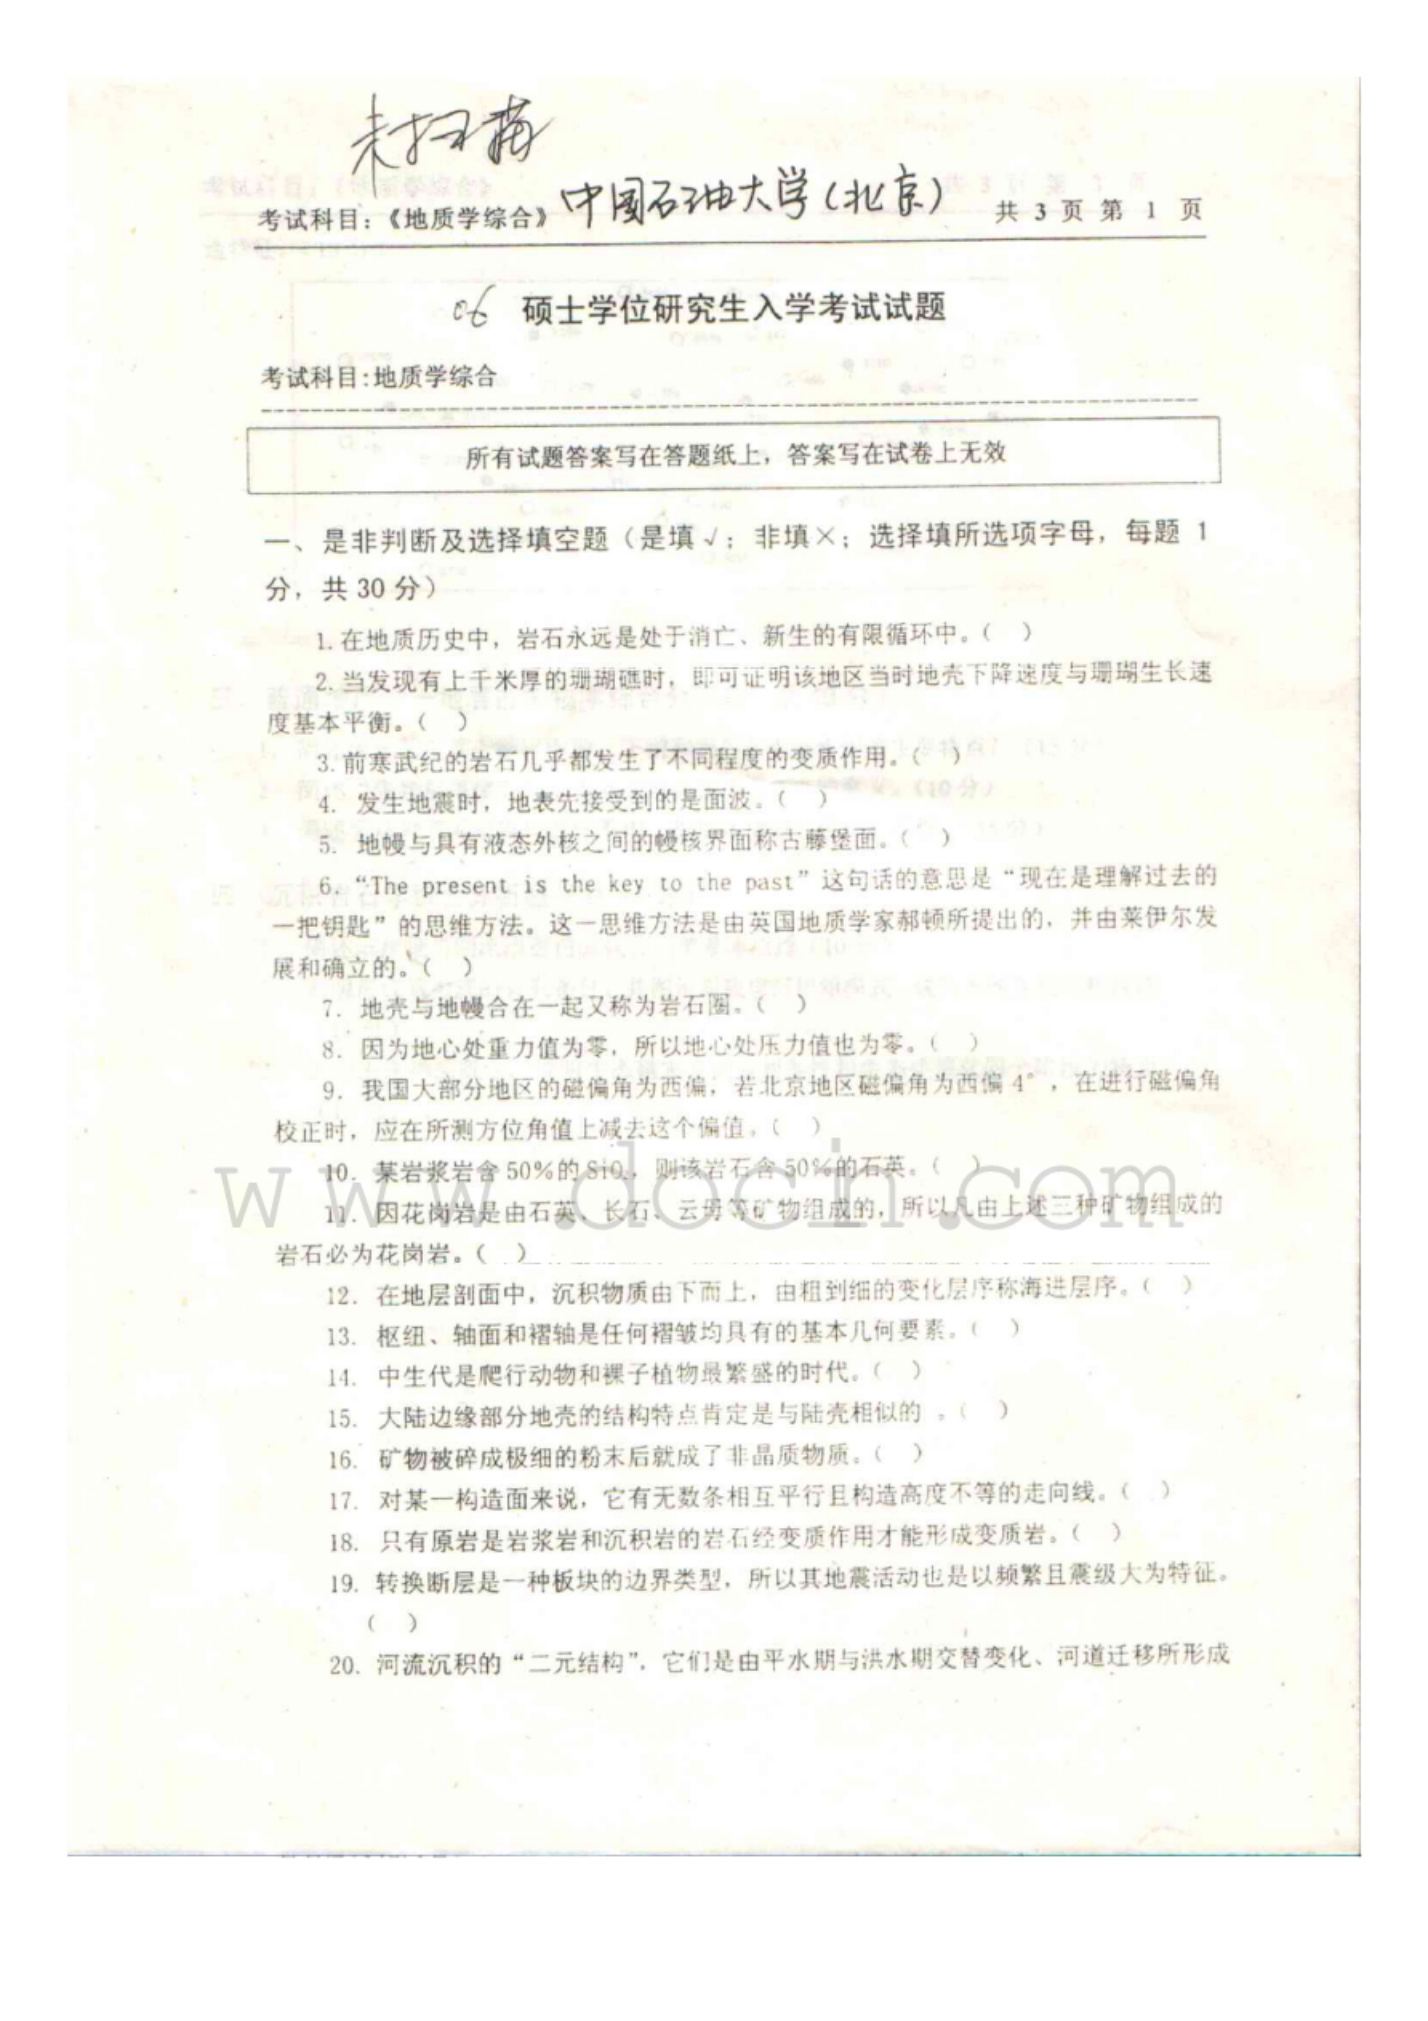 未扫描
考试科目：《地质学综合》 中国石油大学（北京） 共 3 页 第 1 页
06 硕士学位研究生入学考试试题
考试科目:地质学综合
所有试题答案写在答题纸上，答案写在试卷上无效
一、是非判断及选择填空题（是填√；非填×；选择填所选项字母，每题 1
分，共 30 分）
1.在地质历史中，岩石永远是处于消亡、新生的有限循环中。（ ）
2.当发现有上千米厚的珊瑚礁时，即可证明该地区当时地壳下降速度与珊瑚生长速
度基本平衡。（ ）
3.前寒武纪的岩石几乎都发生了不同程度的变质作用。（ ）
4. 发生地震时，地表先接受到的是面波。（ ）
5. 地幔与具有液态外核之间的幔核界面称古藤堡面。（ ）
6. “The present is the key to the past”这句话的意思是“现在是理解过去的
一把钥匙”的思维方法。这一思维方法是由英国地质学家郝顿所提出的，并由莱伊尔发
展和确立的。（ ）
7. 地壳与地幔合在一起又称为岩石圈。（ ）
8. 因为地心处重力值为零，所以地心处压力值也为零。（ ）
9. 我国大部分地区的磁偏角为西偏，若北京地区磁偏角为西偏 4°，在进行磁偏角
校正时，应在所测方位角值上减去这个偏值。（ ）
10. 某岩浆岩含 50%的 SiO₂，则该岩石含 50%的石英。（ ）
www.docin.com
11. 因花岗岩是由石英、长石、云母等矿物组成的，所以凡由上述三种矿物组成的
岩石必为花岗岩。（ ）
12. 在地层剖面中，沉积物质由下而上，由粗到细的变化层序称海进层序。（ ）
13. 枢纽、轴面和褶轴是任何褶皱均具有的基本几何要素。（ ）
14. 中生代是爬行动物和裸子植物最繁盛的时代。（ ）
15. 大陆边缘部分地壳的结构特点肯定是与陆壳相似的 。（ ）
16. 矿物被碎成极细的粉末后就成了非晶质物质。（ ）
17. 对某一构造面来说，它有无数条相互平行且构造高度不等的走向线。（ ）
18. 只有原岩是岩浆岩和沉积岩的岩石经变质作用才能形成变质岩。（ ）
19. 转换断层是一种板块的边界类型，所以其地震活动也是以频繁且震级大为特征。
（ ）
20. 河流沉积的“二元结构”，它们是由平水期与洪水期交替变化、河道迁移所形成